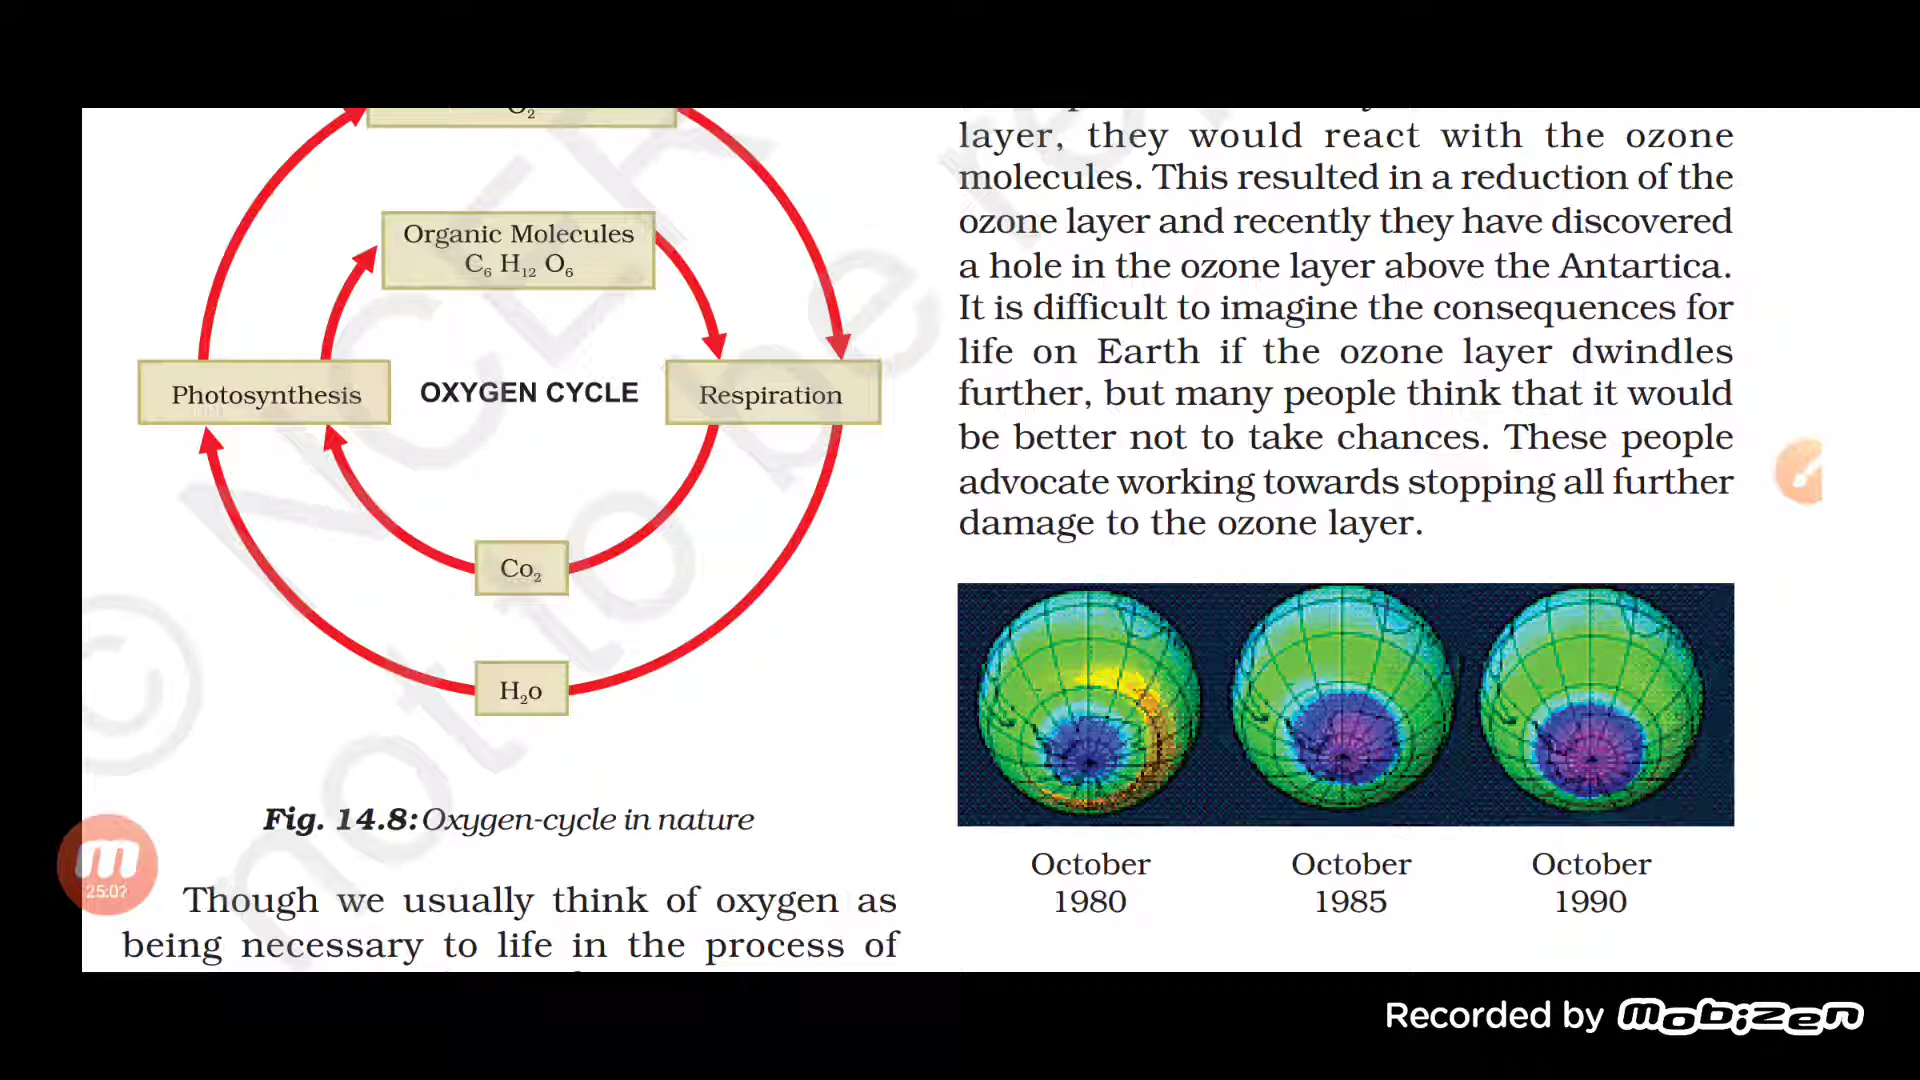 O2
Organic Molecules
C6 H12 O6
Photosynthesis
OXYGEN CYCLE
Respiration
Co2
H2o
Fig. 14.8: Oxygen-cycle in nature
Though we usually think of oxygen as
being necessary to life in the process of
layer, they would react with the ozone
molecules. This resulted in a reduction of the
ozone layer and recently they have discovered
a hole in the ozone layer above the Antartica.
It is difficult to imagine the consequences for
life on Earth if the ozone layer dwindles
further, but many people think that it would
be better not to take chances. These people
advocate working towards stopping all further
damage to the ozone layer.
October
1980
October
1985
October
1990
© NCER
not to be re
m
25:07
Recorded by mobizen